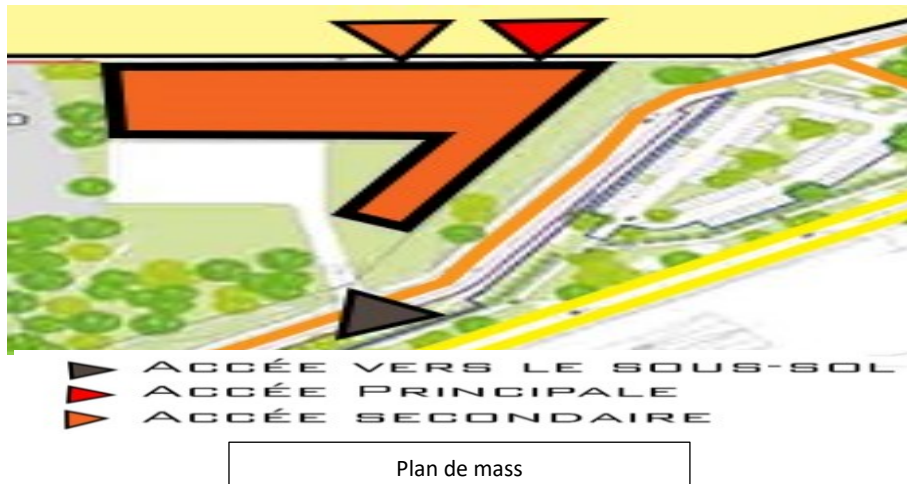 ACCÉE VERS LE SOUS-SOL
ACCÉE PRINCIPALE
ACCÉE SECONDAIRE
Plan de mass